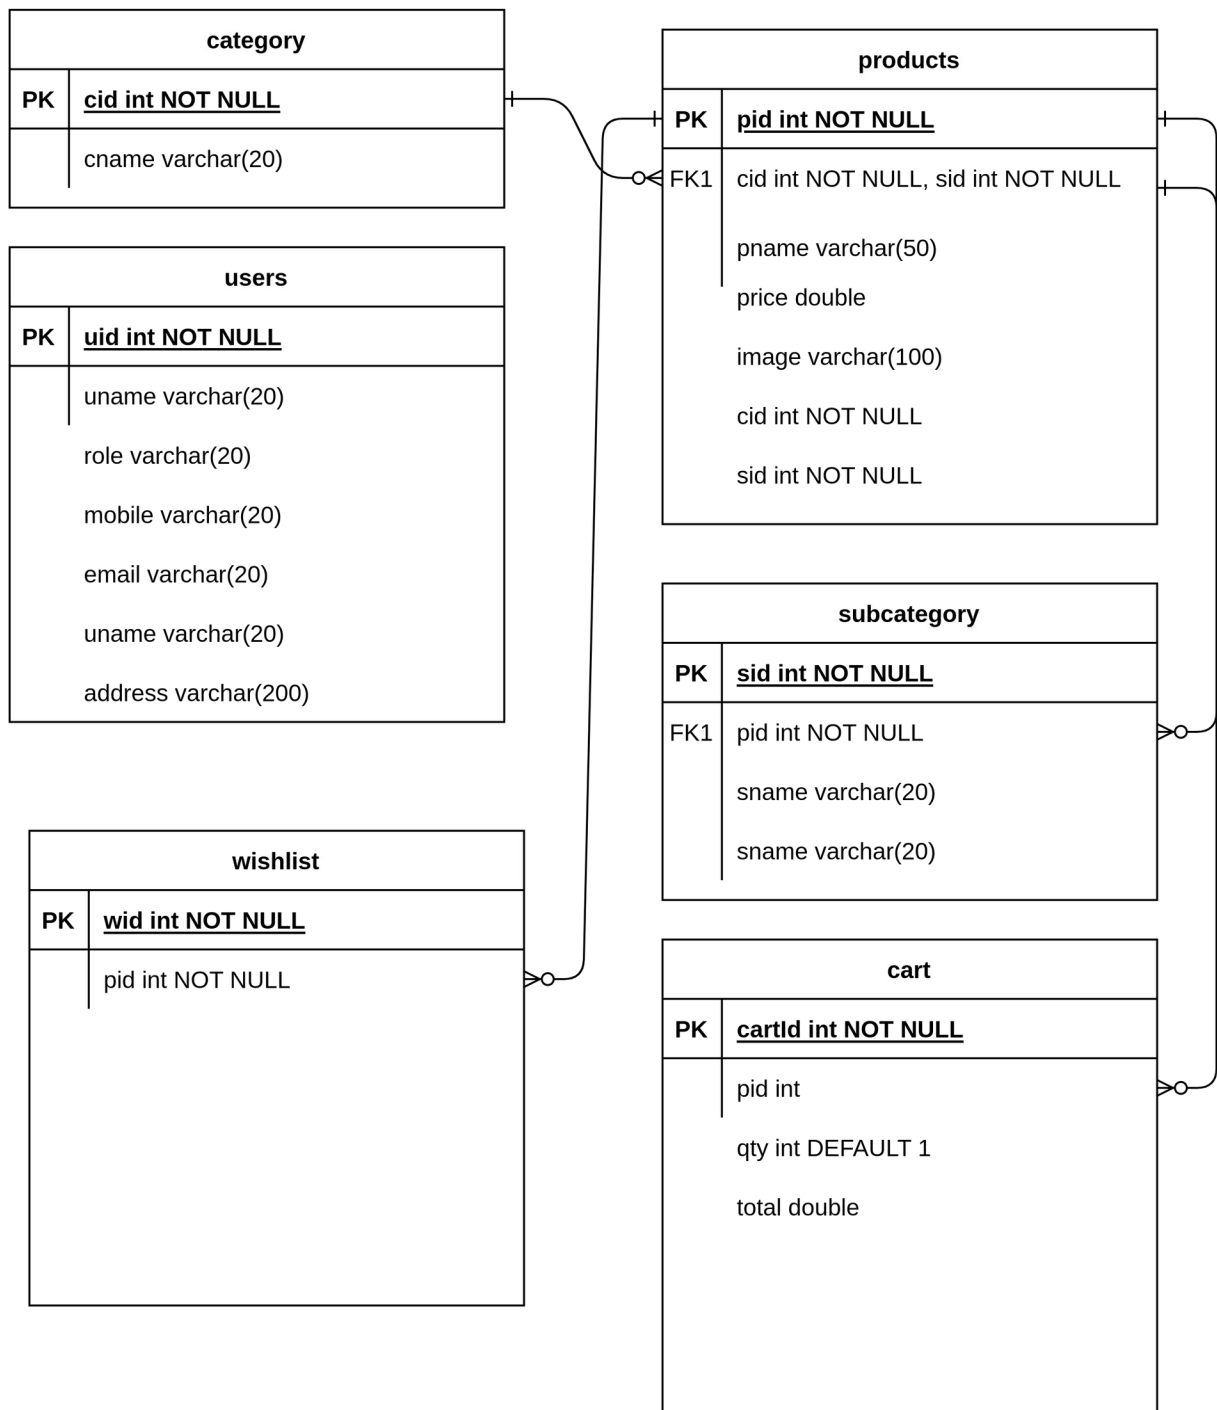 category
PK cid int NOT NULL
cname varchar(20)
users
PK uid int NOT NULL
uname varchar(20)
role varchar(20)
mobile varchar(20)
email varchar(20)
uname varchar(20)
address varchar(200)
wishlist
PK wid int NOT NULL
pid int NOT NULL
products
PK pid int NOT NULL
FK1 cid int NOT NULL, sid int NOT NULL
pname varchar(50)
price double
image varchar(100)
cid int NOT NULL
sid int NOT NULL
subcategory
PK sid int NOT NULL
FK1 pid int NOT NULL
sname varchar(20)
sname varchar(20)
cart
PK cartId int NOT NULL
pid int
qty int DEFAULT 1
total double